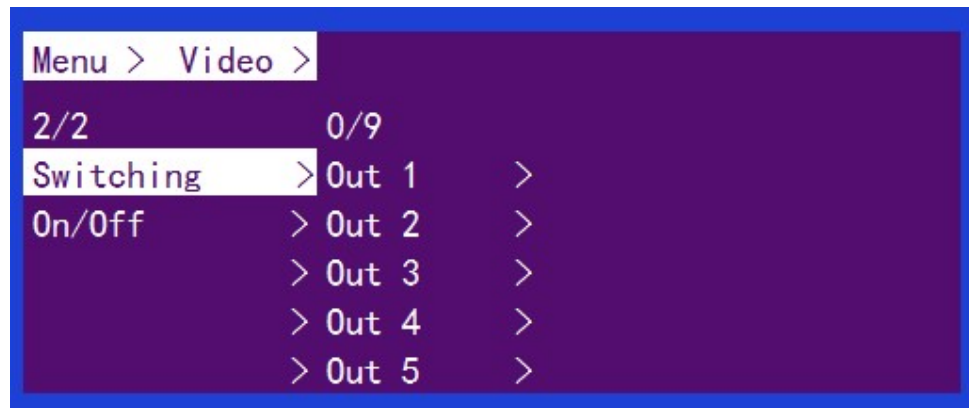 Menu > Video >
2/2 0/9
Switching > Out 1 >
On/Off > Out 2 >
> Out 3 >
> Out 4 >
> Out 5 >